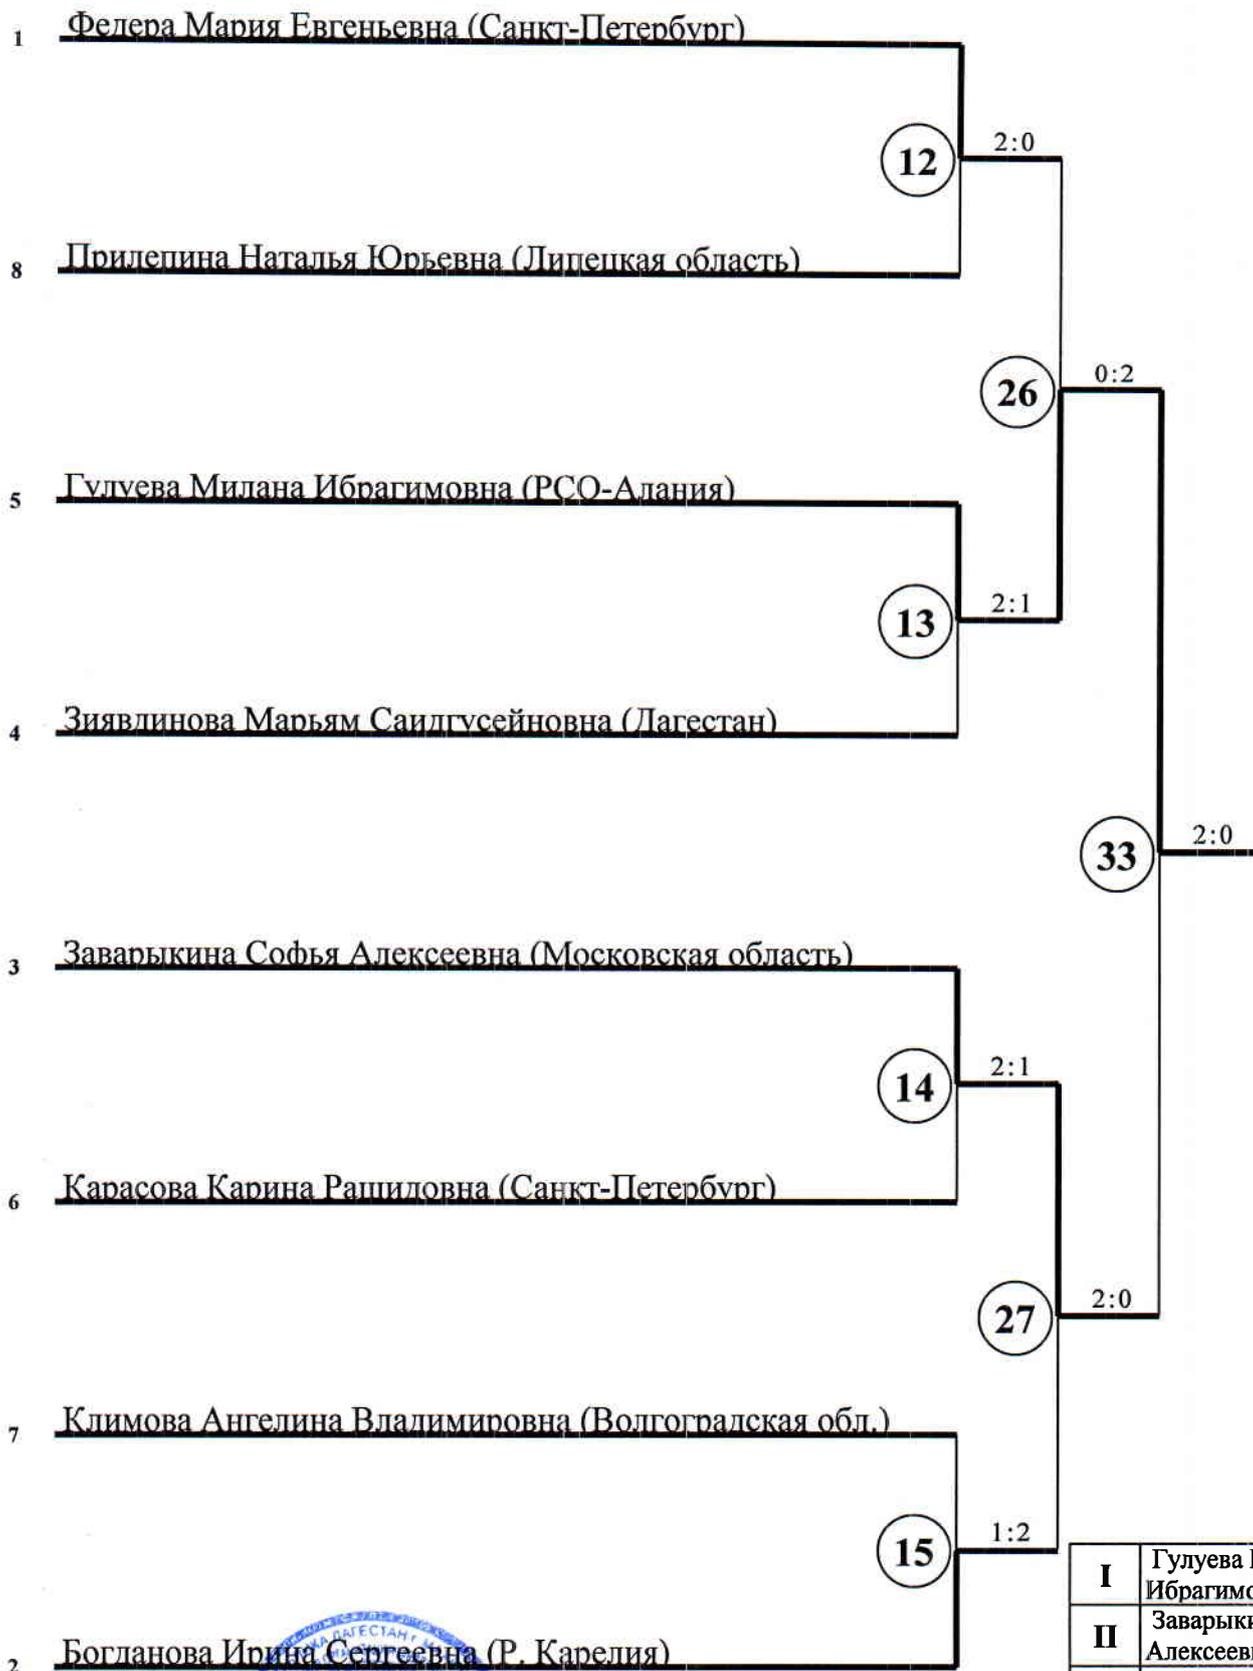 1 Федера Мария Евгеньевна (Санкт-Петербург)
12 2:0
8 Прилепина Наталья Юрьевна (Липецкая область)
26 0:2
5 Гулуева Милана Ибрагимовна (РСО-Алания)
13 2:1
4 Зиявдинова Марьям Саидгусейновна (Дагестан)
33 2:0
3 Заварыкина Софья Алексеевна (Московская область)
14 2:1
6 Карасова Карина Рашидовна (Санкт-Петербург)
27 2:0
7 Климова Ангелина Владимировна (Волгоградская обл.)
15 1:2
I Гулуева
Ибрагимо
II Заварыки
Алексеев
ДАГЕСТАН г.
2 Богданова Ирина Сергеевна (Р. Карелия)